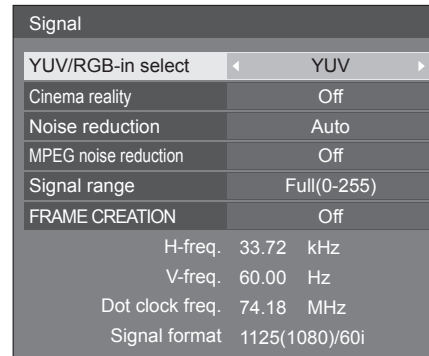 Signal
YUV/RGB-in select YUV
Cinema reality Off
Noise reduction Auto
MPEG noise reduction Off
Signal range Full(0-255)
FRAME CREATION Off
H-freq. 33.72 kHz
V-freq. 60.00 Hz
Dot clock freq. 74.18 MHz
Signal format 1125(1080)/60i